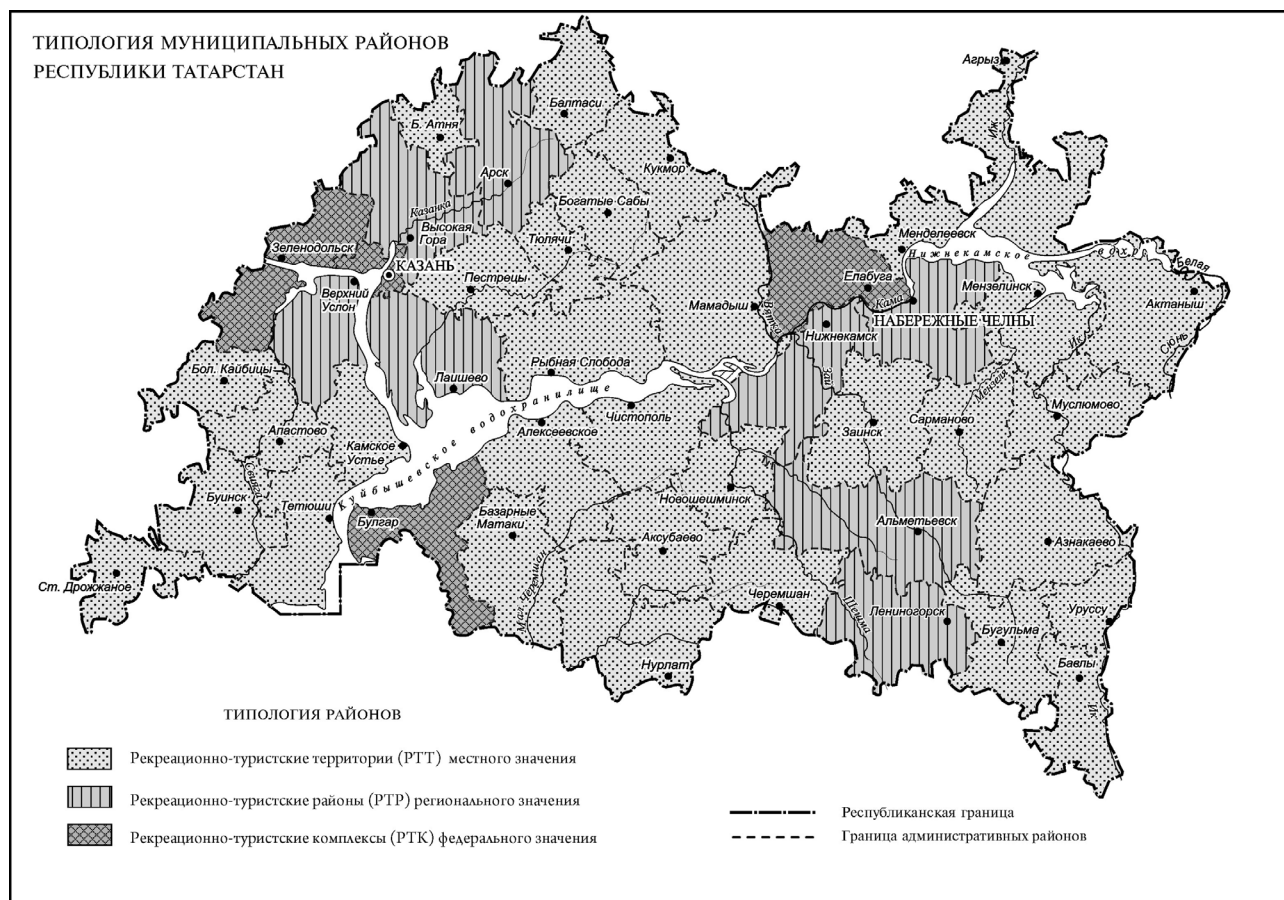 ТИПОЛОГИЯ МУНИЦИПАЛЬНЫХ РАЙОНОВ
РЕСПУБЛИКИ ТАТАРСТАН
Агрыз
Балтаси
Б. Атня
Ик
Кукмор
Арск
Казанка
Богатые Сабы
Высокая
Гора
Тюлячи
Менделеевск
Зеленодольск
КАЗАНЬ
Нижнекамское водохр.
Белая
Пестрецы
Елабуга
Верхний
Услон
Мензелинск
Актаныш
Мамадыш
Вятка
Кама
НАБЕРЕЖНЫЕ ЧЕЛНЫ
Нижнекамск
Сюнь
Ик
Рыбная Слобода
Бол. Кайбицы
Лаишево
Зай
Мензеля
Куйбышевское водохранилище
Чистополь
Муслюмово
Апастово
Алексеевское
Заинск
Сарманово
Камское
Устье
Свияга
Новошешминск
Буинск
Тетюши
Булгар
Базарные
Матаки
Альметьевск
Аксубаево
Азнакаево
Мал. Черемшан
Ст. Дрожжаное
Черемшан
Шешма
Лениногорск
Уруссу
Бугульма
Нурлат
Бавлы
Ик
ТИПОЛОГИЯ РАЙОНОВ
Рекреационно-туристские территории (РТТ) местного значения
Рекреационно-туристские районы (РТР) регионального значения
Рекреационно-туристские комплексы (РТК) федерального значения
Республиканская граница
Граница административных районов